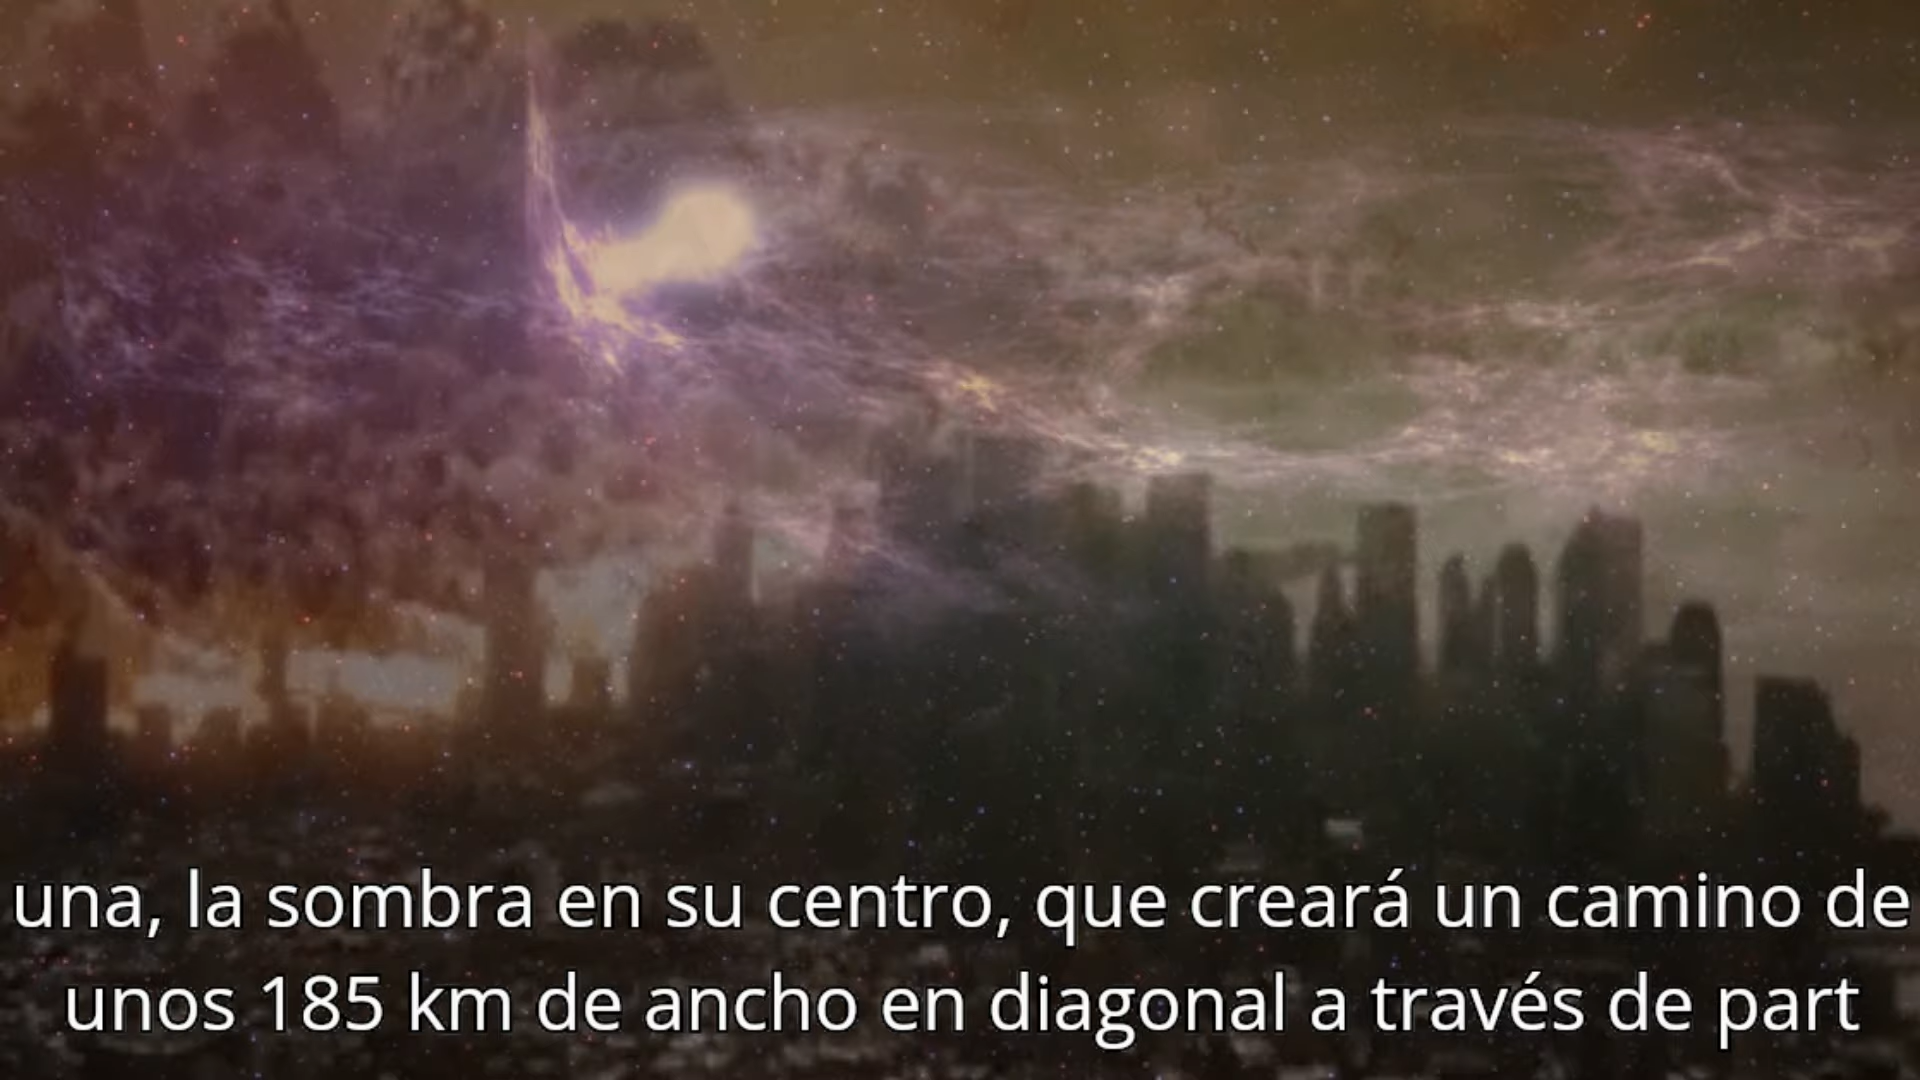 una, la sombra en su centro, que creará un camino de
unos 185 km de ancho en diagonal a través de part